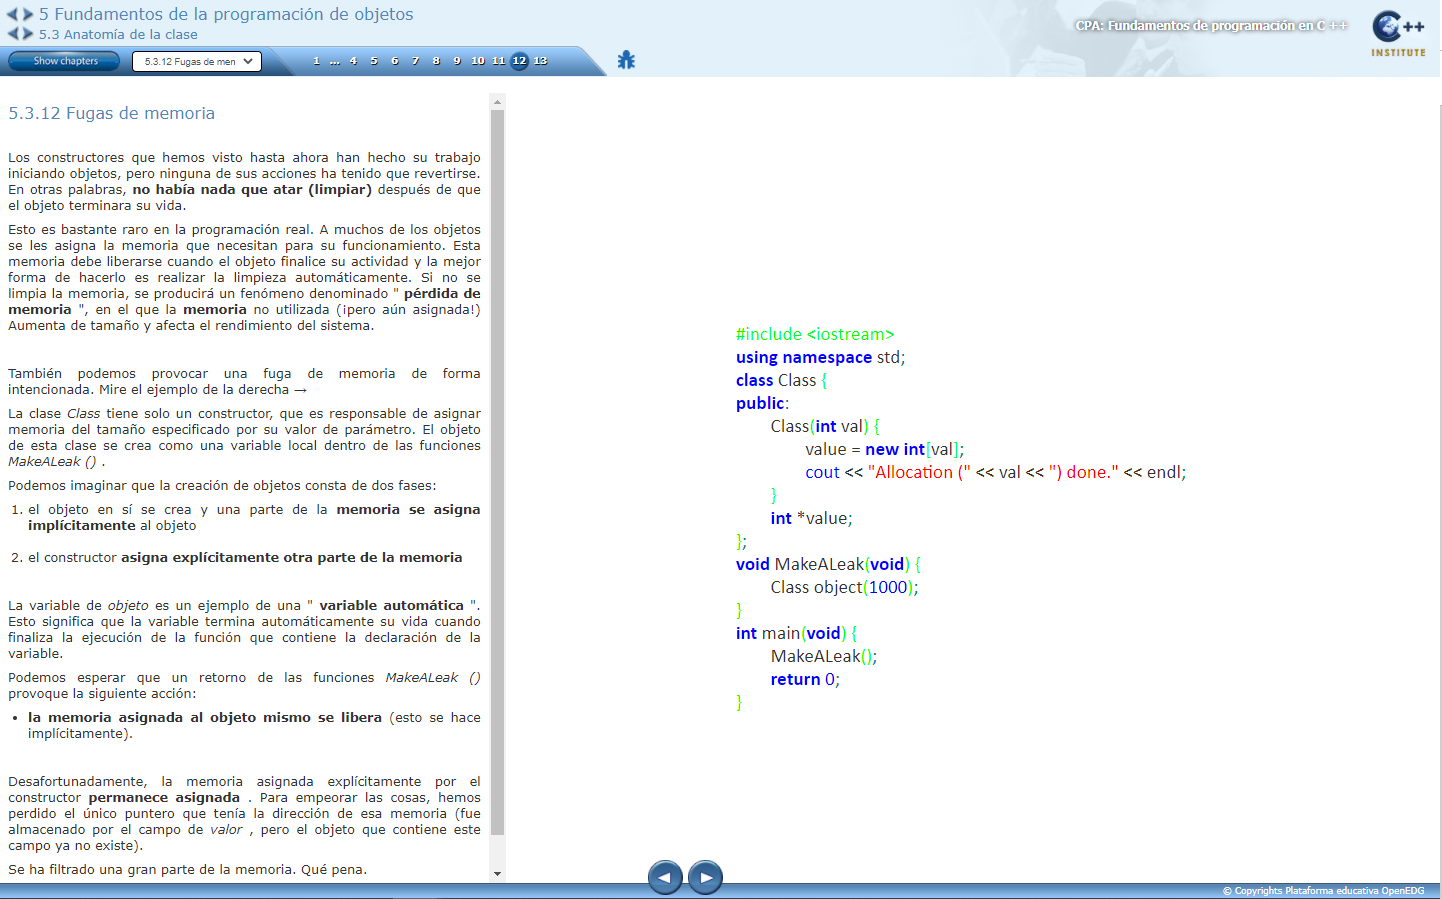 5 Fundamentos de la programación de objetos
5.3 Anatomía de la clase
CPA: Fundamentos de programación en C ++
C++
INSTITUTE
Show chapters
5.3.12 Fugas de men
1 ... 4 5 6 7 8 9 10 11 12 13
5.3.12 Fugas de memoria
Los constructores que hemos visto hasta ahora han hecho su trabajo
iniciando objetos, pero ninguna de sus acciones ha tenido que revertirse.
En otras palabras, no había nada que atar (limpiar) después de que
el objeto terminara su vida.
Esto es bastante raro en la programación real. A muchos de los objetos
se les asigna la memoria que necesitan para su funcionamiento. Esta
memoria debe liberarse cuando el objeto finalice su actividad y la mejor
forma de hacerlo es realizar la limpieza automáticamente. Si no se
limpia la memoria, se producirá un fenómeno denominado " pérdida de
memoria ", en el que la memoria no utilizada (¡pero aún asignada!)
Aumenta de tamaño y afecta el rendimiento del sistema.
También podemos provocar una fuga de memoria de forma
intencionada. Mire el ejemplo de la derecha →
La clase Class tiene solo un constructor, que es responsable de asignar
memoria del tamaño especificado por su valor de parámetro. El objeto
de esta clase se crea como una variable local dentro de las funciones
MakeALeak () .
Podemos imaginar que la creación de objetos consta de dos fases:
1. el objeto en sí se crea y una parte de la memoria se asigna
implícitamente al objeto
2. el constructor asigna explícitamente otra parte de la memoria
La variable de objeto es un ejemplo de una " variable automática ".
Esto significa que la variable termina automáticamente su vida cuando
finaliza la ejecución de la función que contiene la declaración de la
variable.
Podemos esperar que un retorno de las funciones MakeALeak ()
provoque la siguiente acción:
• la memoria asignada al objeto mismo se libera (esto se hace
implícitamente).
Desafortunadamente, la memoria asignada explícitamente por el
constructor permanece asignada . Para empeorar las cosas, hemos
perdido el único puntero que tenía la dirección de esa memoria (fue
almacenado por el campo de valor , pero el objeto que contiene este
campo ya no existe).
Se ha filtrado una gran parte de la memoria. Qué pena.
#include <iostream>
using namespace std;
class Class {
public:
Class(int val) {
value = new int[val];
cout << "Allocation (" << val << ") done." << endl;
}
int *value;
};
void MakeALeak(void) {
Class object(1000);
}
int main(void) {
MakeALeak();
return 0;
}
© Copyrights Plataforma educativa OpenEDG